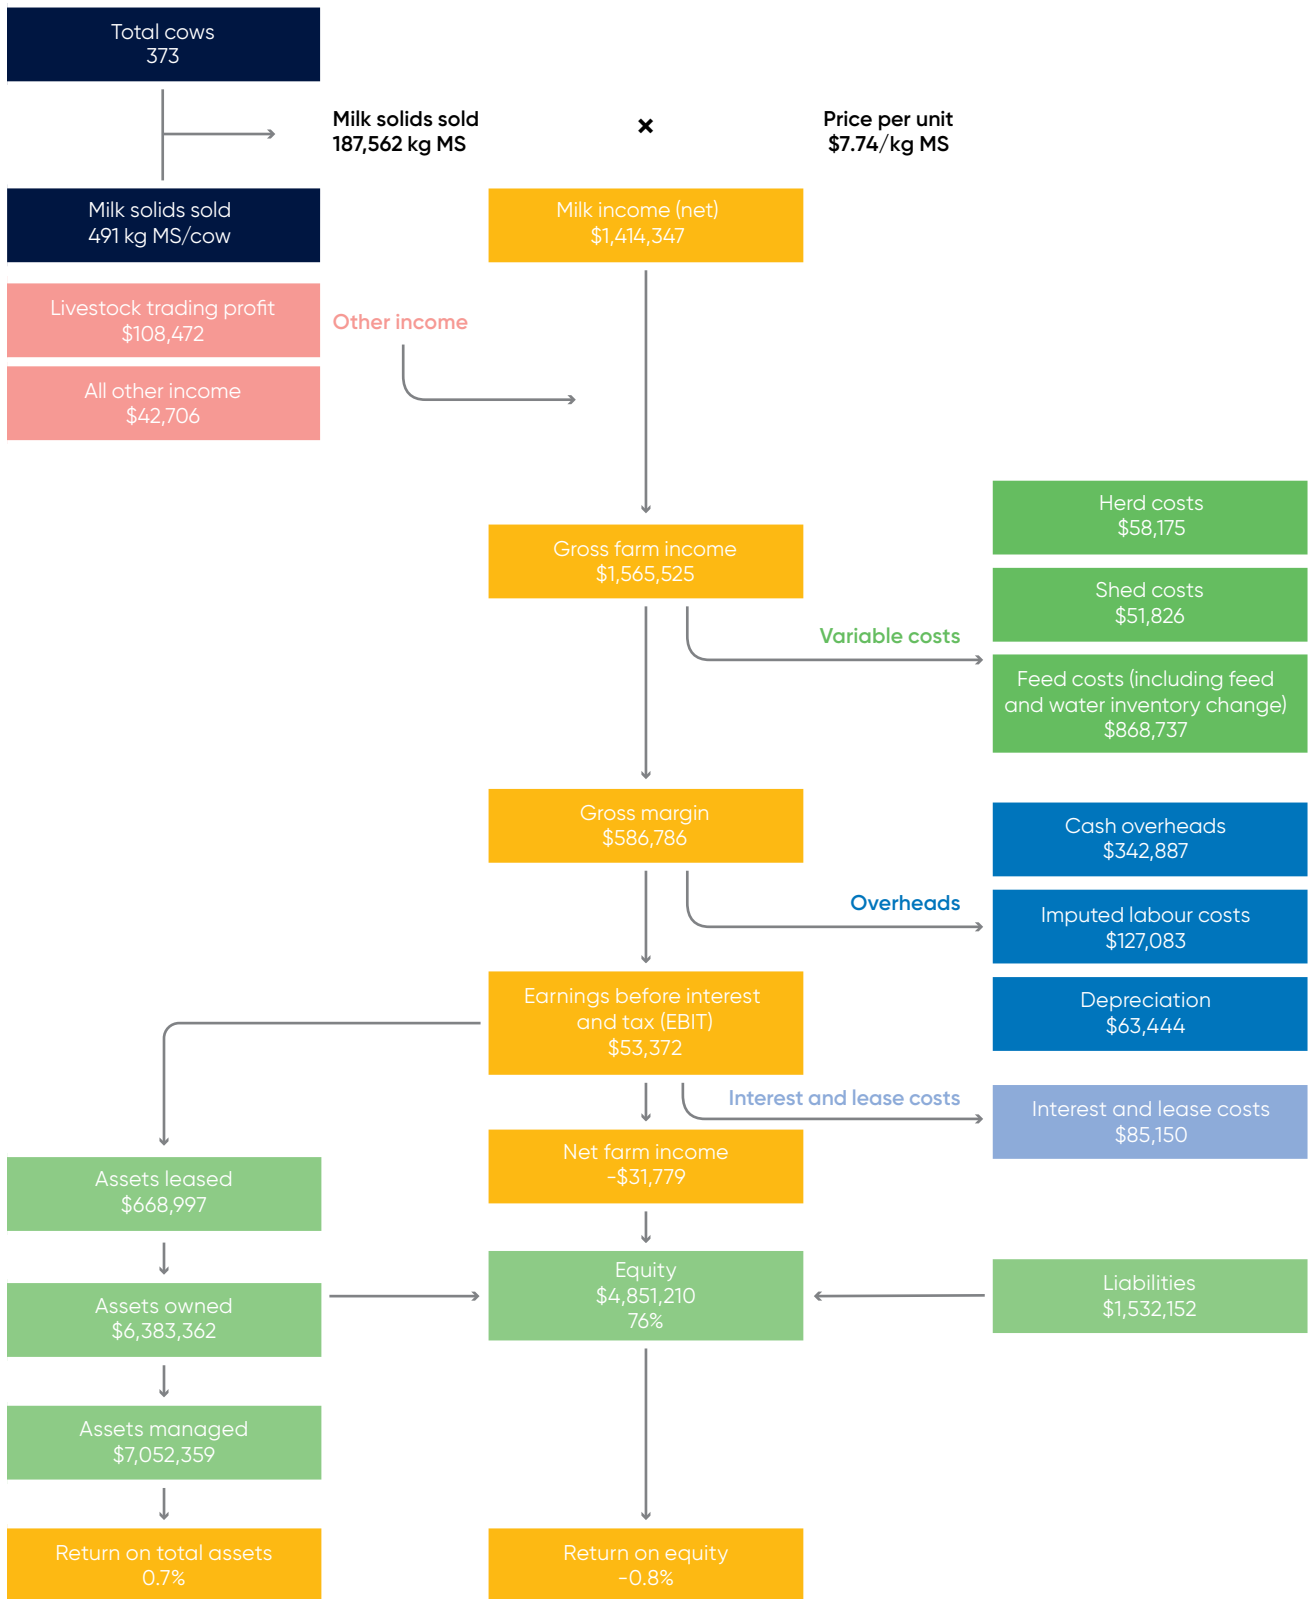 Total cows
373
Milk solids sold
187,562 kg MS
×
Price per unit
$7.74/kg MS
Milk solids sold
491 kg MS/cow
Milk income (net)
$1,414,347
Livestock trading profit
$108,472
Other income
All other income
$42,706
Gross farm income
$1,565,525
Herd costs
$58,175
Shed costs
$51,826
Variable costs
Feed costs (including feed
and water inventory change)
$868,737
Gross margin
$586,786
Cash overheads
$342,887
Overheads
Imputed labour costs
$127,083
Depreciation
$63,444
Earnings before interest
and tax (EBIT)
$53,372
Interest and lease costs
Interest and lease costs
$85,150
Net farm income
-$31,779
Assets leased
$668,997
Equity
$4,851,210
76%
Liabilities
$1,532,152
Assets owned
$6,383,362
Assets managed
$7,052,359
Return on total assets
0.7%
Return on equity
-0.8%